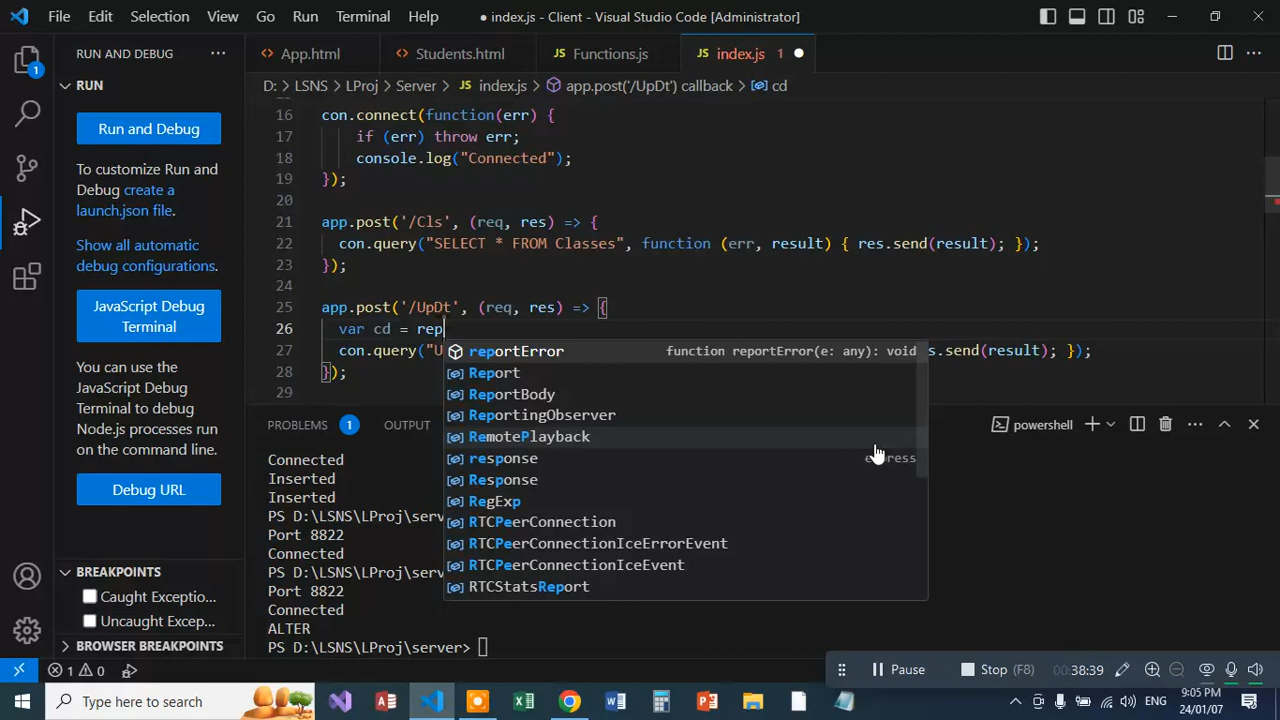 File Edit Selection View Go Run Terminal Help
● index.js - Client - Visual Studio Code [Administrator]
RUN AND DEBUG ···
App.html
Students.html
JS Functions.js
JS index.js 1 ●
D: > LSNS > LProj > Server > JS index.js > app.post('/UpDt') callback > cd
RUN
Run and Debug
To customize Run and
Debug create a
launch.json file.
Show all automatic
debug configurations.
JavaScript Debug
Terminal
You can use the
JavaScript Debug
Terminal to debug
Node.js processes
run on the
command line.
Debug URL
BREAKPOINTS
Caught Exceptio...
Uncaught Excep...
BROWSER BREAKPOINTS
16 con.connect(function(err) {
17 if (err) throw err;
18 console.log("Connected");
19 });
20
21 app.post('/Cls', (req, res) => {
22 con.query("SELECT * FROM Classes", function (err, result) { res.send(result); });
23 });
24
25 app.post('/UpDt', (req, res) => {
26 var cd = rep
27 con.query("U s.send(result); });
28 });
29
reportError function reportError(e: any): void
Report
ReportBody
ReportingObserver
RemotePlayback
response
Response
RegExp
RTCPeerConnection
RTCPeerConnectionIceErrorEvent
RTCPeerConnectionIceEvent
RTCStatsReport
PROBLEMS 1 OUTPUT
powershell
Connected
Inserted
Inserted
PS D:\LSNS\LProj\serv
Port 8822
Connected
PS D:\LSNS\LProj\serv
Port 8822
Connected
ALTER
PS D:\LSNS\LProj\server>
1 0
Pause Stop (F8) 00:38:39
Type here to search
ENG
9:05 PM
24/01/07